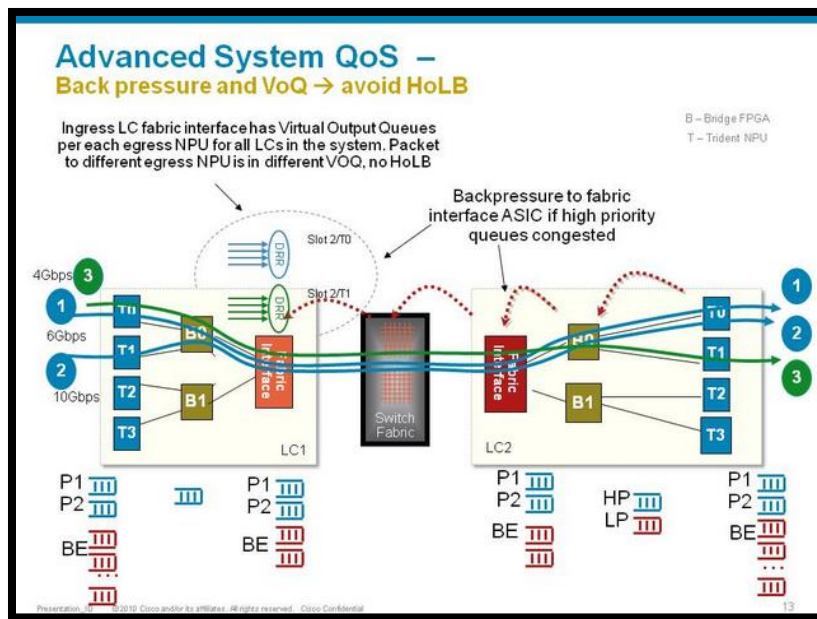 Advanced System QoS –
Back pressure and VoQ → avoid HoLB
B – Bridge FPGA
T – Trident NPU
Ingress LC fabric interface has Virtual Output Queues
per each egress NPU for all LCs in the system. Packet
to different egress NPU is in different VOQ, no HoLB
Backpressure to fabric
interface ASIC if high priority
queues congested
DRR
Slot 2/T0
DRR
Slot 2/T1
4Gbps
3
1
6Gbps
2
10Gbps
T0
T1
T2
T3
B0
B1
Fabric
Interface
LC1
Switch
Fabric
Fabric
Interface
B0
B1
LC2
T0
T1
T2
T3
1
2
3
P1
P2
BE
P1
P2
BE
P1
P2
BE
HP
LP
P1
P2
BE
Presentation_ID
©2010 Cisco and/or its affiliates. All rights reserved.
Cisco Confidential
13